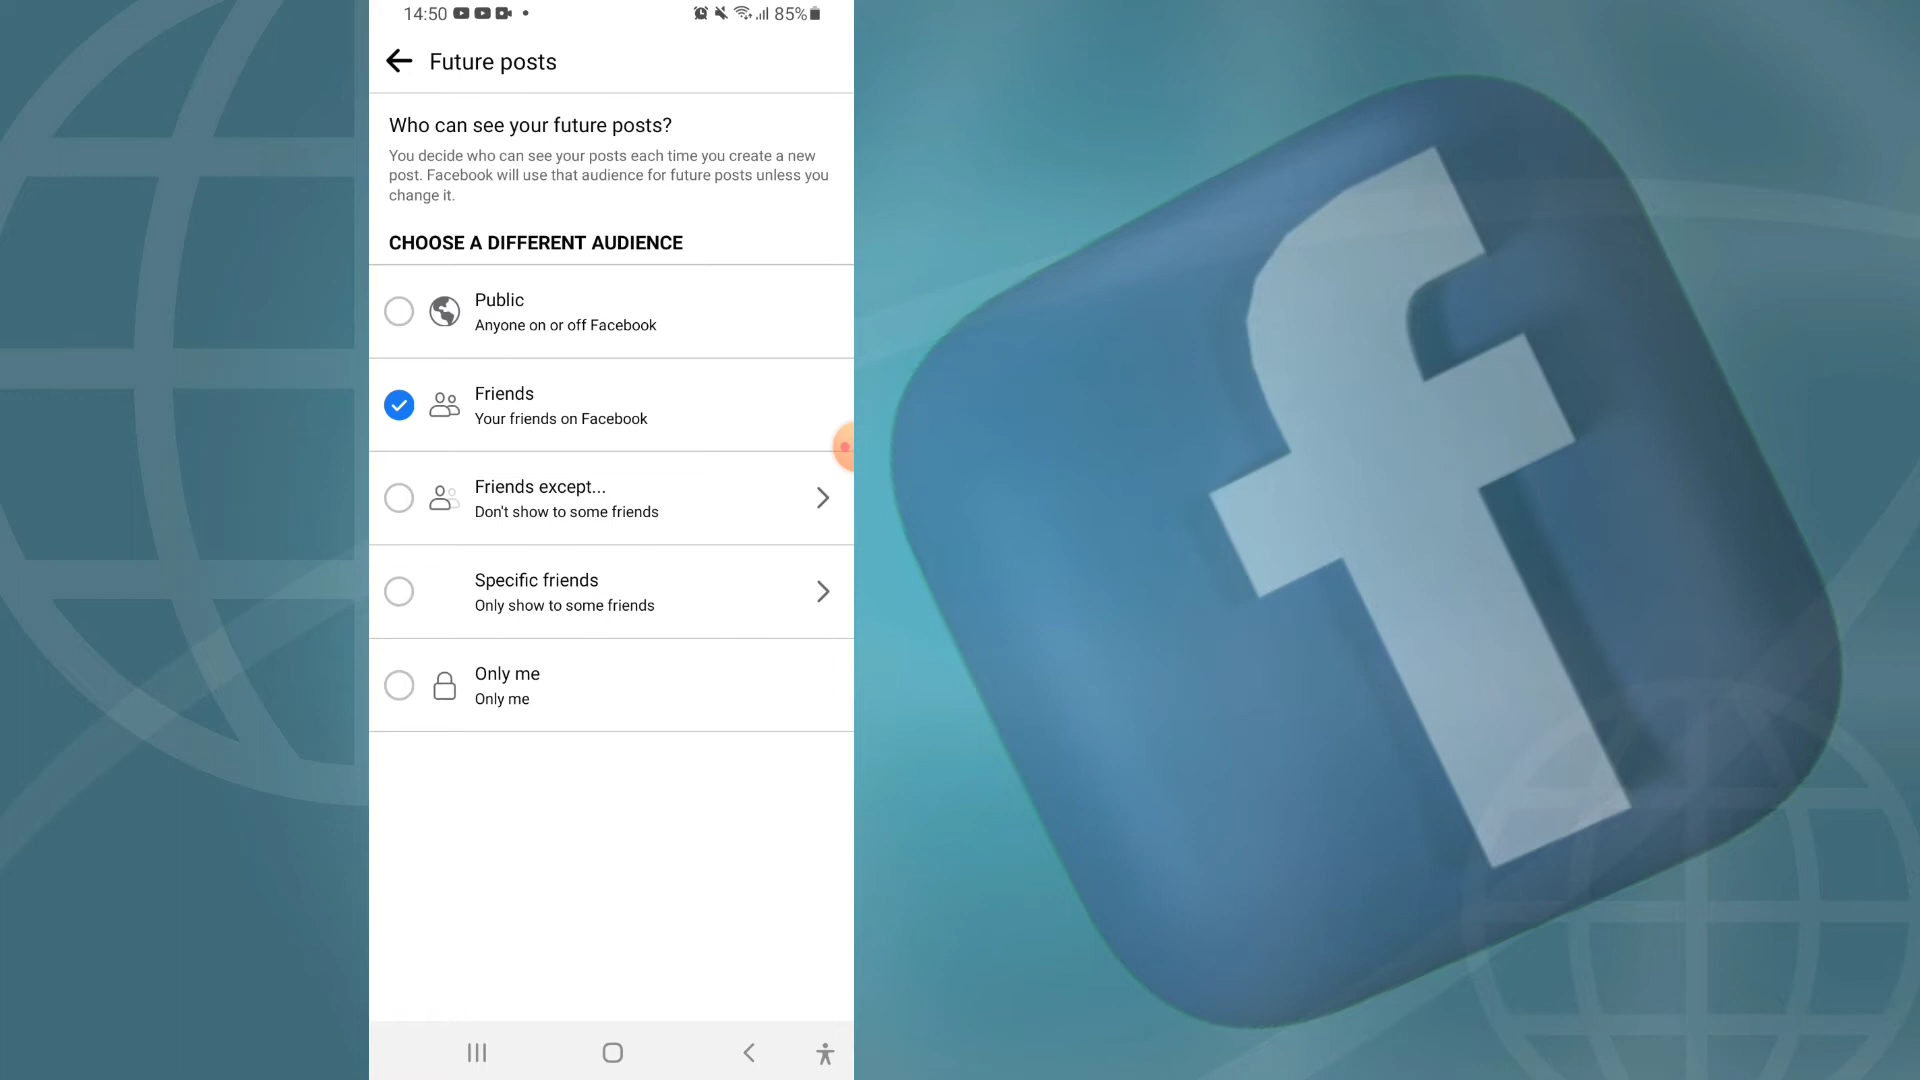 14:50
85%
Future posts
Who can see your future posts?
You decide who can see your posts each time you create a new
post. Facebook will use that audience for future posts unless you
change it.
CHOOSE A DIFFERENT AUDIENCE
Public
Anyone on or off Facebook
Friends
Your friends on Facebook
Friends except...
Don't show to some friends
Specific friends
Only show to some friends
Only me
Only me
f